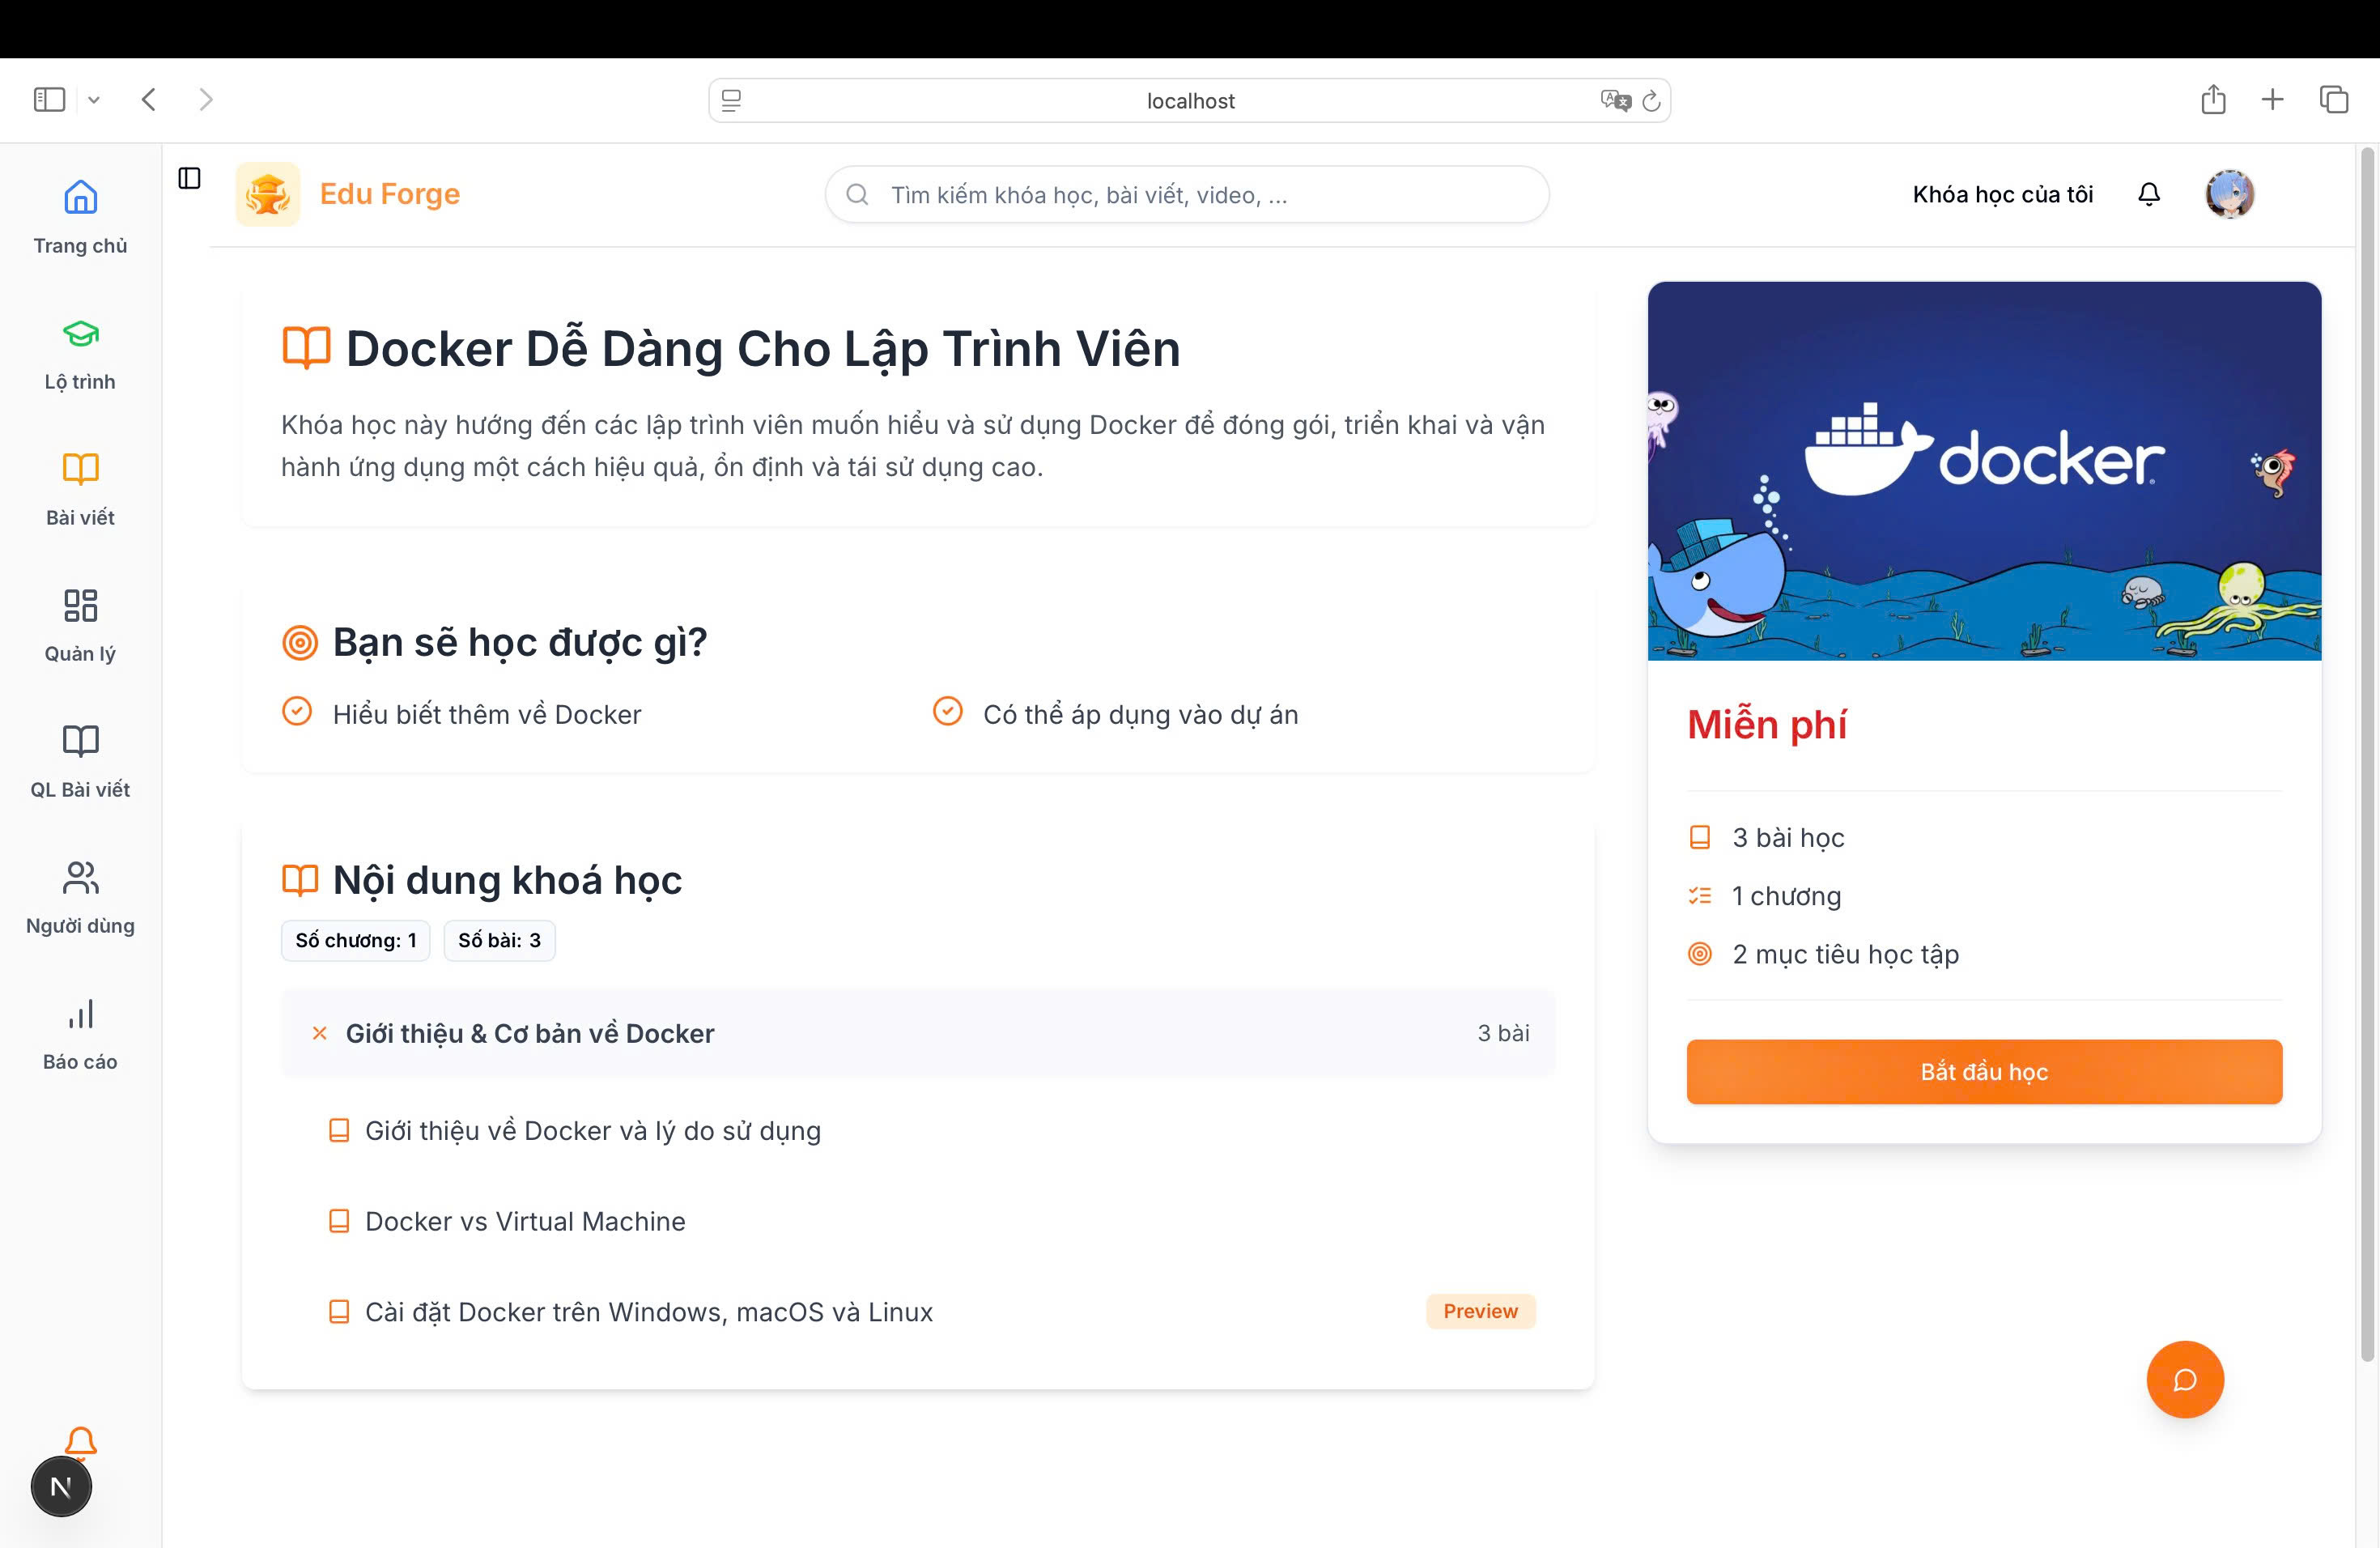 localhost
Edu Forge
Tìm kiếm khóa học, bài viết, video, ...
Khóa học của tôi
Trang chủ
Lộ trình
Bài viết
Quản lý
QL Bài viết
Người dùng
Báo cáo
N
Docker Dễ Dàng Cho Lập Trình Viên
Khóa học này hướng đến các lập trình viên muốn hiểu và sử dụng Docker để đóng gói, triển khai và vận
hành ứng dụng một cách hiệu quả, ổn định và tái sử dụng cao.
Bạn sẽ học được gì?
Hiểu biết thêm về Docker
Có thể áp dụng vào dự án
Nội dung khoá học
Số chương: 1
Số bài: 3
Giới thiệu & Cơ bản về Docker
3 bài
Giới thiệu về Docker và lý do sử dụng
Docker vs Virtual Machine
Cài đặt Docker trên Windows, macOS và Linux
Preview
docker
Miễn phí
3 bài học
1 chương
2 mục tiêu học tập
Bắt đầu học